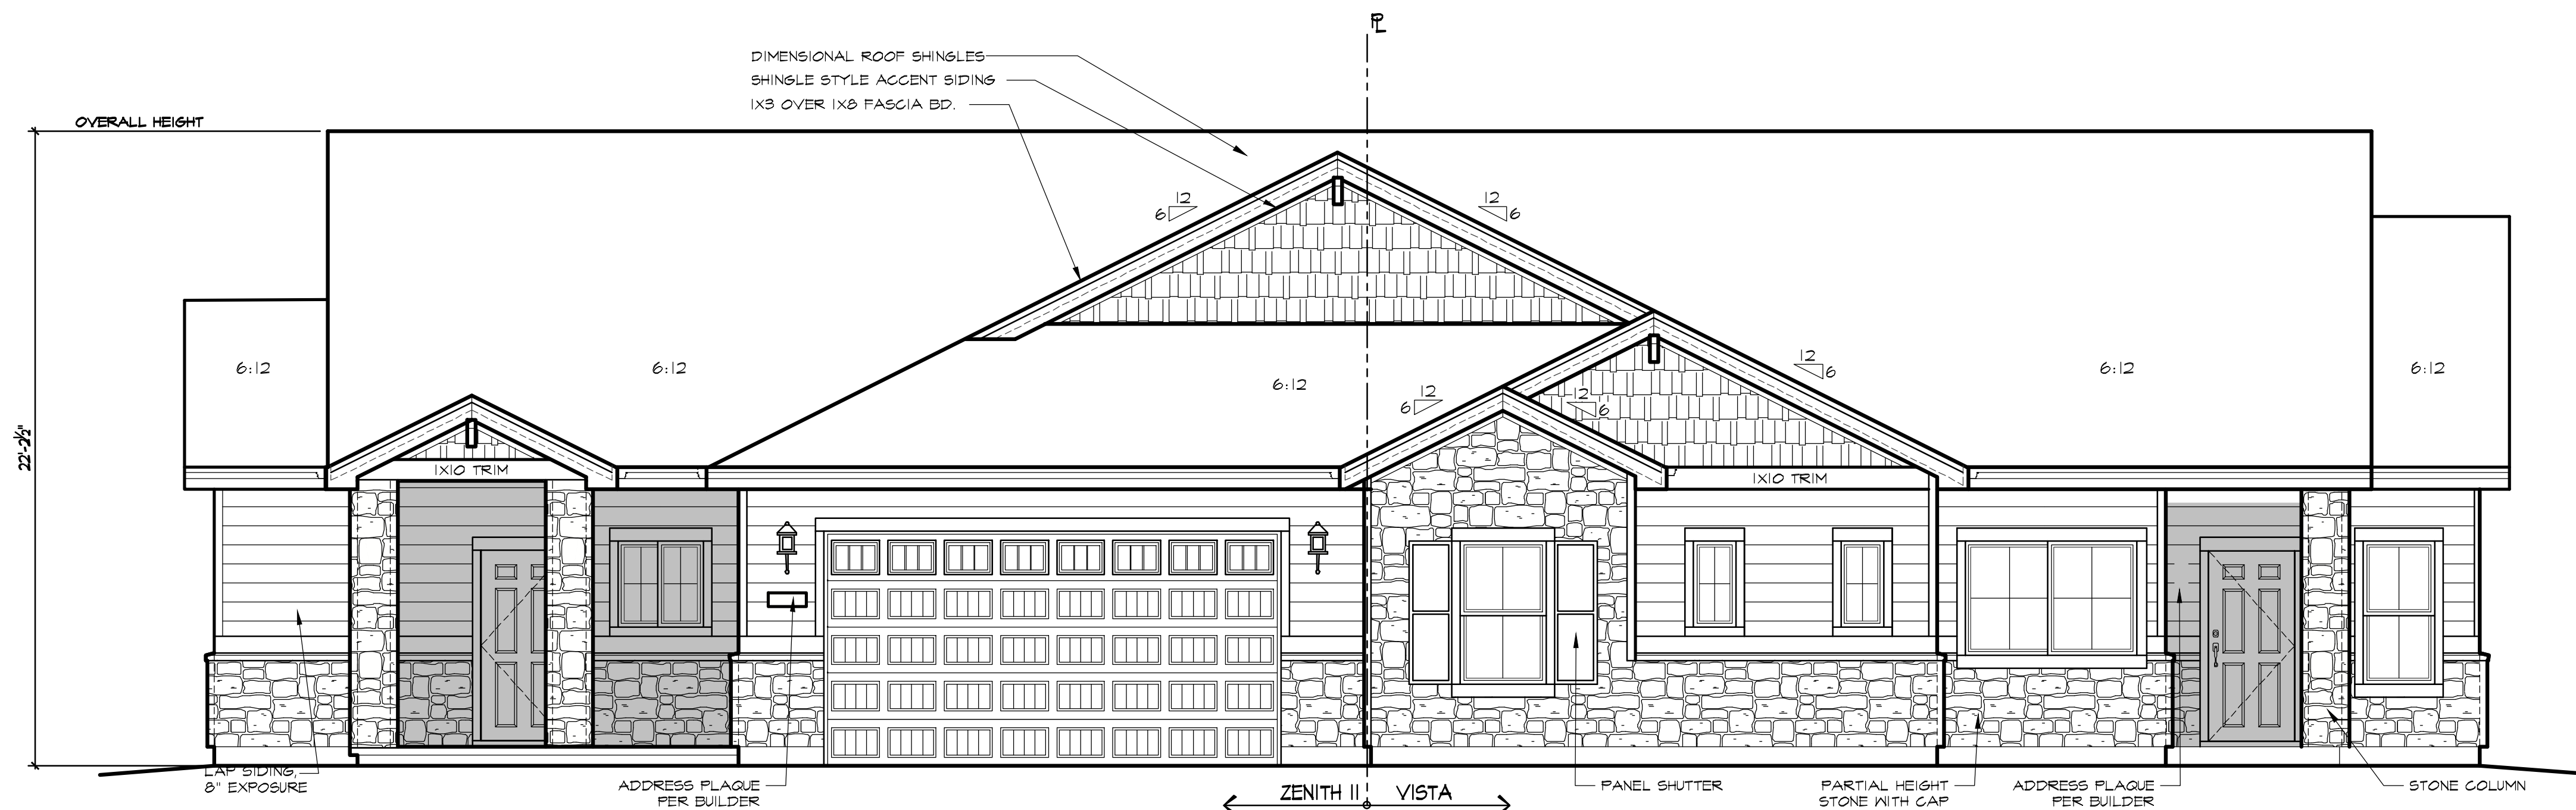 PL
DIMENSIONAL ROOF SHINGLES
SHINGLE STYLE ACCENT SIDING
1X3 OVER 1X8 FASCIA BD.
OVERALL HEIGHT
12
6
12
6
6:12
6:12
6:12
12
6
12
6
12
6
6:12
6:12
22'-2½"
1X10 TRIM
1X10 TRIM
LAP SIDING,
8" EXPOSURE
ADDRESS PLAQUE
PER BUILDER
ZENITH II
VISTA
PANEL SHUTTER
PARTIAL HEIGHT
STONE WITH CAP
ADDRESS PLAQUE
PER BUILDER
STONE COLUMN